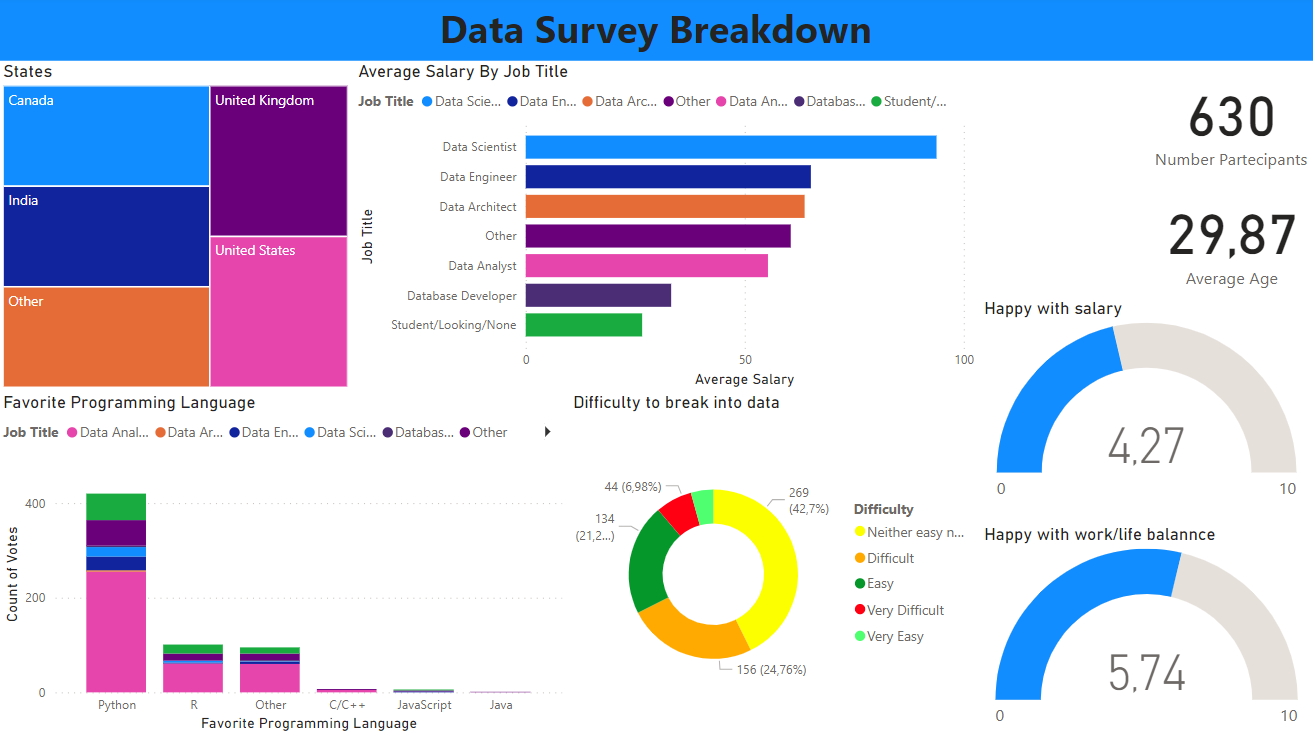 Data Survey Breakdown
States
Canada
United Kingdom
India
United States
Other
Average Salary By Job Title
Job Title Data Scie... Data En... Data Arc... Other Data An... Databas... Student/...
Job Title
Data Scientist
Data Engineer
Data Architect
Other
Data Analyst
Database Developer
Student/Looking/None
0 50 100
Average Salary
630
Number Partecipants
29,87
Average Age
Happy with salary
4,27
0 10
Favorite Programming Language
Job Title Data Anal... Data Ar... Data En... Data Sci... Databas... Other
Count of Votes
400
200
0
Python R Other C/C++ JavaScript Java
Favorite Programming Language
Difficulty to break into data
44 (6,98%)
269
(42,7%)
134
(21,2...)
156 (24,76%)
Difficulty
Neither easy n...
Difficult
Easy
Very Difficult
Very Easy
Happy with work/life balannce
5,74
0 10